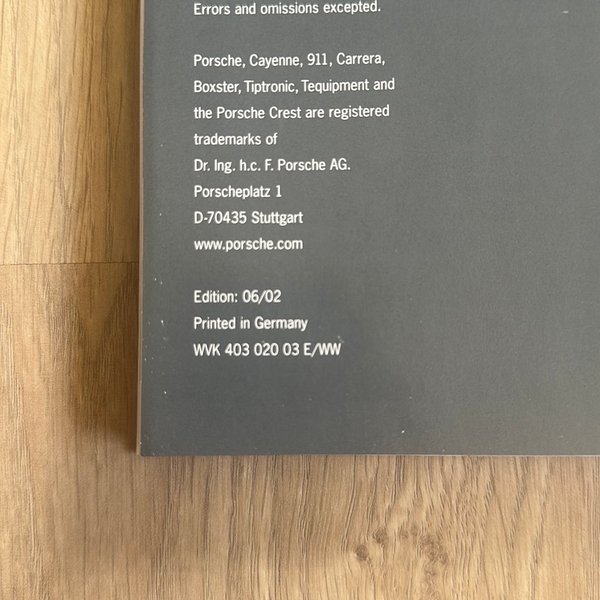 Errors and omissions excepted.
Porsche, Cayenne, 911, Carrera,
Boxster, Tiptronic, Tequipment and
the Porsche Crest are registered
trademarks of
Dr. Ing. h.c. F. Porsche AG.
Porscheplatz 1
D-70435 Stuttgart
www.porsche.com
Edition: 06/02
Printed in Germany
WVK 403 020 03 E/WW